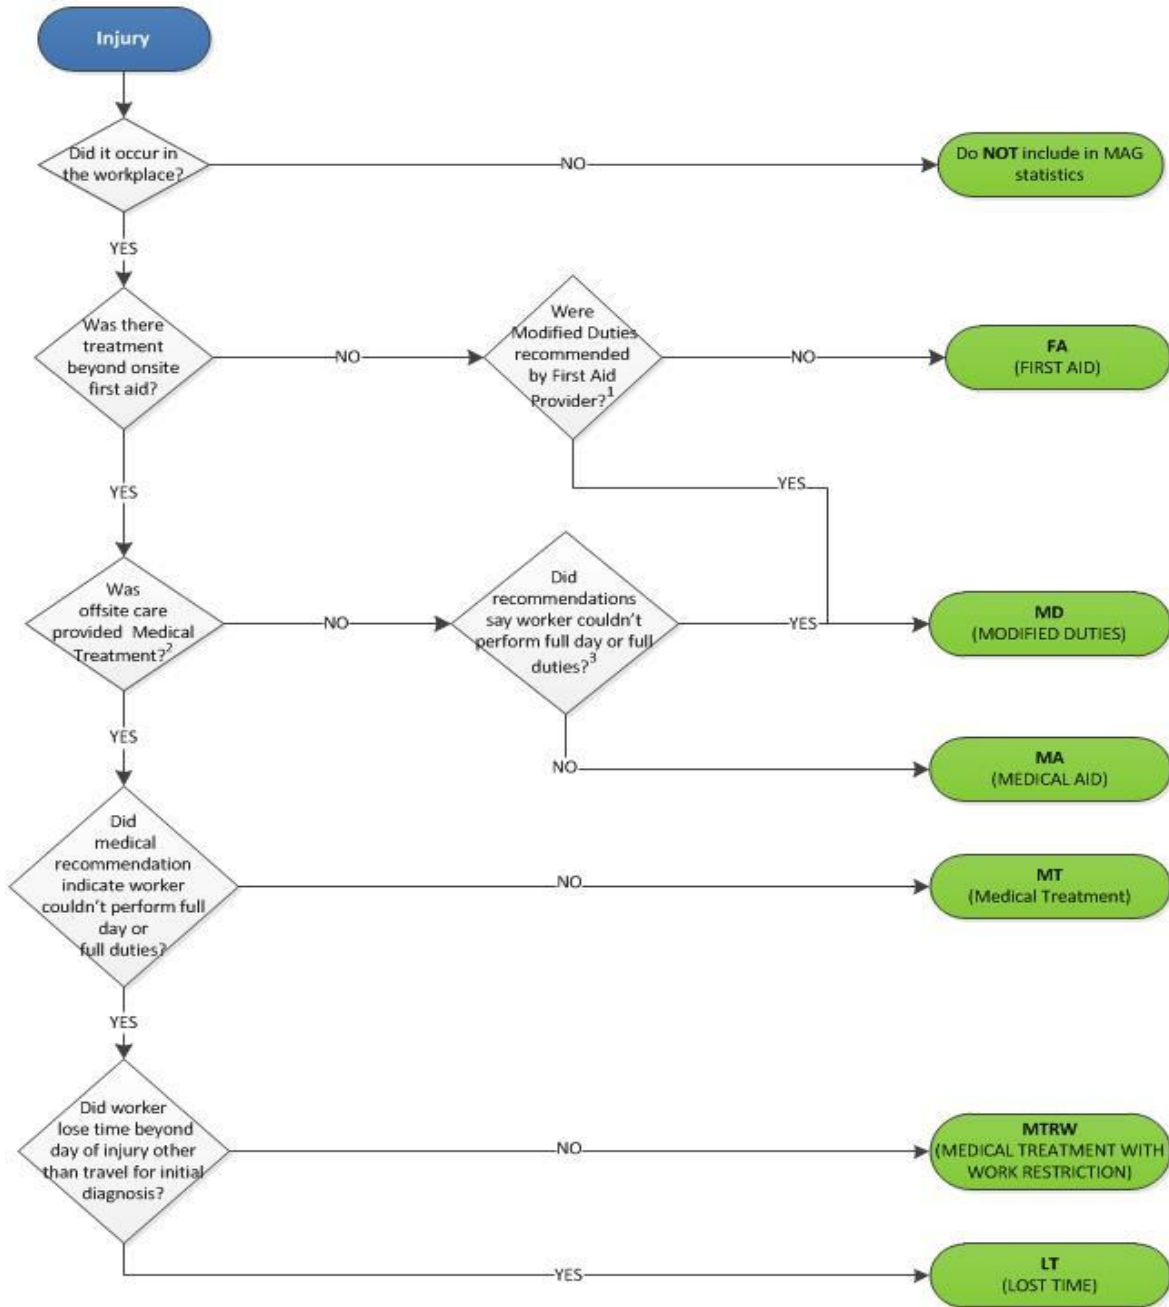 Injury
Did it occur in
the workplace?
NO
Do NOT include in MAG
statistics
YES
Was there
treatment
beyond onsite
first aid?
NO
Were
Modified Duties
recommended
by First Aid
Provider?1
NO
FA
(FIRST AID)
YES
YES
Was
offsite care
provided Medical
Treatment?2
NO
Did
recommendations
say worker couldn't
perform full day or full
duties?3
YES
MD
(MODIFIED DUTIES)
YES
NO
MA
(MEDICAL AID)
Did
medical
recommendation
indicate worker
couldn't perform full
day or
full duties?
NO
MT
(Medical Treatment)
YES
Did worker
lose time beyond
day of injury other
than travel for initial
diagnosis?
NO
MTRW
(MEDICAL TREATMENT WITH
WORK RESTRICTION)
YES
LT
(LOST TIME)